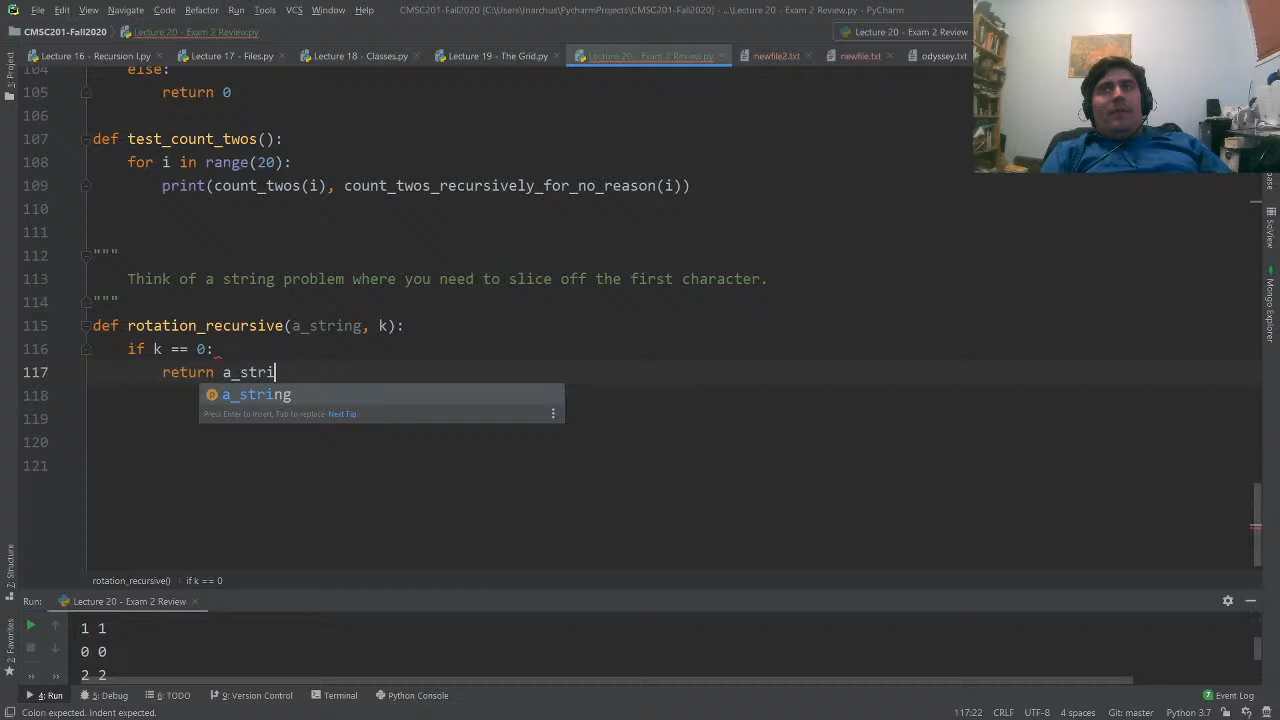 File Edit View Navigate Code Refactor Run Tools VCS Window Help CMSC201-Fall2020 [C:\Users\narchus\PycharmProjects\CMSC201-Fall2020] - ...\Lecture 20 - Exam 2 Review.py - PyCharm
CMSC201-Fall2020 Lecture 20 - Exam 2 Review.py Lecture 20 - Exam 2 Review
Lecture 16 - Recursion I.py Lecture 17 - Files.py Lecture 18 - Classes.py Lecture 19 - The Grid.py Lecture 20 - Exam 2 Review.py newfile2.txt newfile.txt odyssey.txt
1: Project
104 else:
105 return 0
106
107 def test_count_twos():
108 for i in range(20):
109 print(count_twos(i), count_twos_recursively_for_no_reason(i))
110
111
112 """
113 Think of a string problem where you need to slice off the first character.
114 """
115 def rotation_recursive(a_string, k):
116 if k == 0:
117 return a_stri
118 a_string
Press Enter to insert, Tab to replace Next Tip
119
120
121
SciView
Mongo Explorer
7: Structure
2: Favorites
rotation_recursive() if k == 0
Run: Lecture 20 - Exam 2 Review
1 1
0 0
2 2
4: Run 5: Debug 6: TODO 9: Version Control Terminal Python Console 7 Event Log
Colon expected. Indent expected. 117:22 CRLF UTF-8 4 spaces Git: master Python 3.7